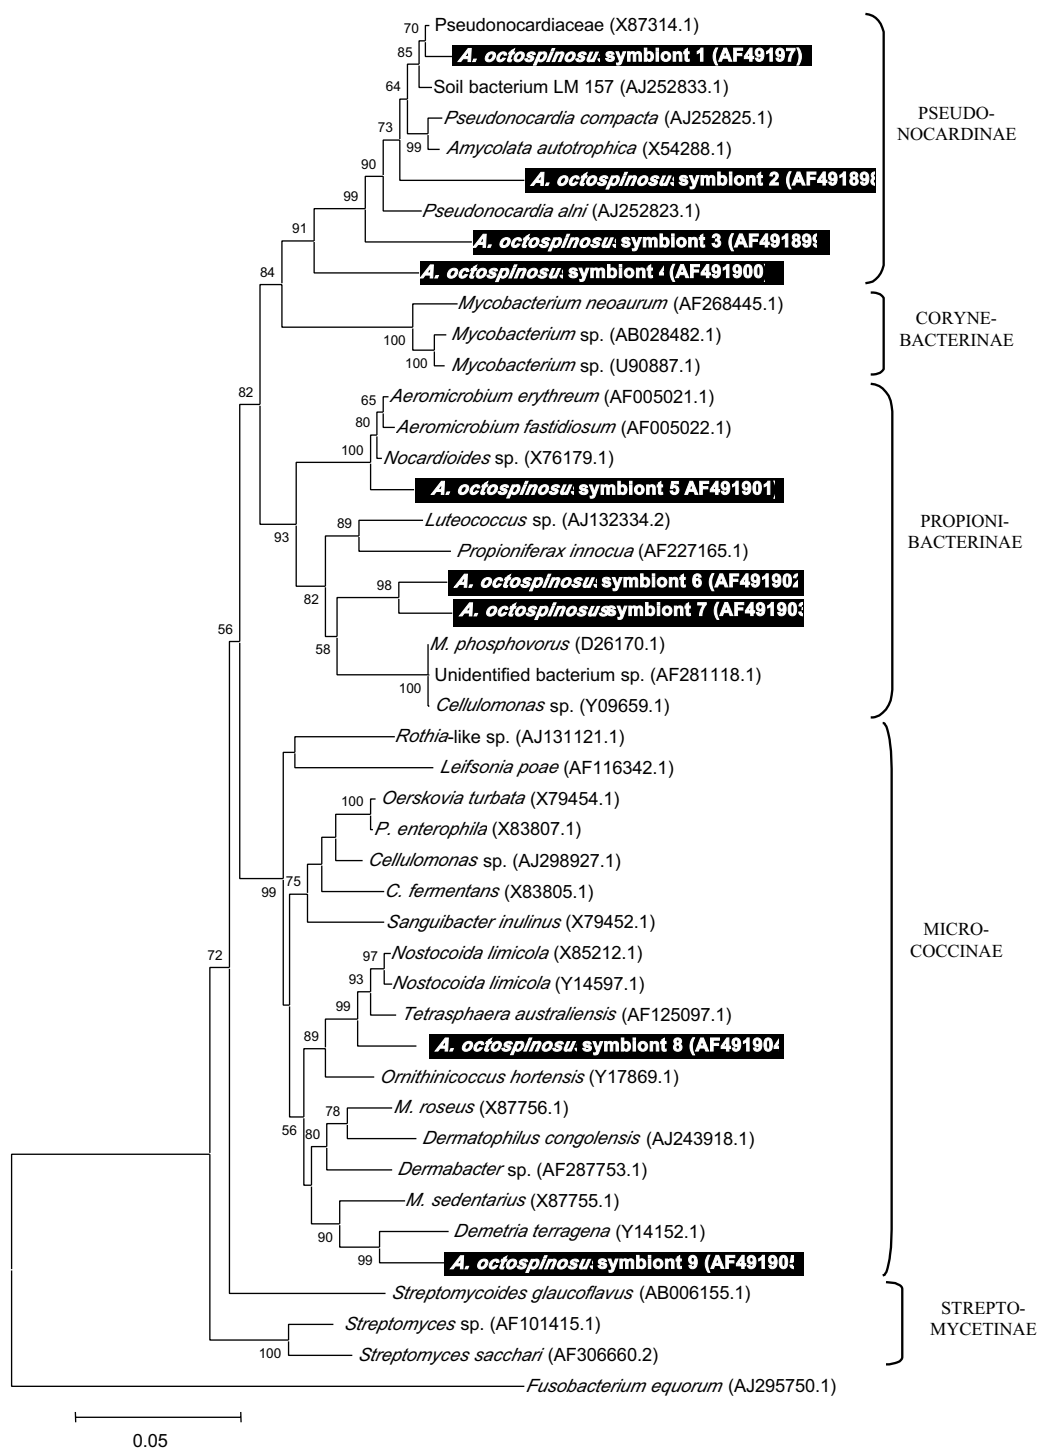 70
Pseudonocardiaceae (X87314.1)
85
A. octospinosu symbiont 1 (AF49197)
64
Soil bacterium LM 157 (AJ252833.1)
Pseudonocardia compacta (AJ252825.1)
73
99
Amycolata autotrophica (X54288.1)
90
A. octospinosu symbiont 2 (AF491898
99
Pseudonocardia alni (AJ252823.1)
91
A. octospinosu symbiont 3 (AF491899
A. octospinosu symbiont 4 (AF491900)
PSEUDO-
NOCARDINAE
84
Mycobacterium neoaurum (AF268445.1)
100
Mycobacterium sp. (AB028482.1)
100
Mycobacterium sp. (U90887.1)
CORYNE-
BACTERINAE
82
65
Aeromicrobium erythreum (AF005021.1)
80
Aeromicrobium fastidiosum (AF005022.1)
100
Nocardioides sp. (X76179.1)
A. octospinosu symbiont 5 AF491901)
93
89
Luteococcus sp. (AJ132334.2)
Propioniferax innocua (AF227165.1)
82
98
A. octospinosu symbiont 6 (AF491902
A. octospinosus symbiont 7 (AF491903
58
M. phosphovorus (D26170.1)
100
Unidentified bacterium sp. (AF281118.1)
Cellulomonas sp. (Y09659.1)
PROPIONI-
BACTERINAE
56
Rothia-like sp. (AJ131121.1)
Leifsonia poae (AF116342.1)
100
Oerskovia turbata (X79454.1)
P. enterophila (X83807.1)
Cellulomonas sp. (AJ298927.1)
99
75
C. fermentans (X83805.1)
Sanguibacter inulinus (X79452.1)
97
Nostocoida limicola (X85212.1)
93
Nostocoida limicola (Y14597.1)
99
Tetrasphaera australiensis (AF125097.1)
89
A. octospinosu symbiont 8 (AF491904
Ornithinicoccus hortensis (Y17869.1)
56
80
78
M. roseus (X87756.1)
Dermatophilus congolensis (AJ243918.1)
Dermabacter sp. (AF287753.1)
M. sedentarius (X87755.1)
90
Demetria terragena (Y14152.1)
99
A. octospinosu symbiont 9 (AF491905
MICRO-
COCCINAE
72
Streptomycoides glaucoflavus (AB006155.1)
Streptomyces sp. (AF101415.1)
100
Streptomyces sacchari (AF306660.2)
STREPTO-
MYCETINAE
Fusobacterium equorum (AJ295750.1)
0.05